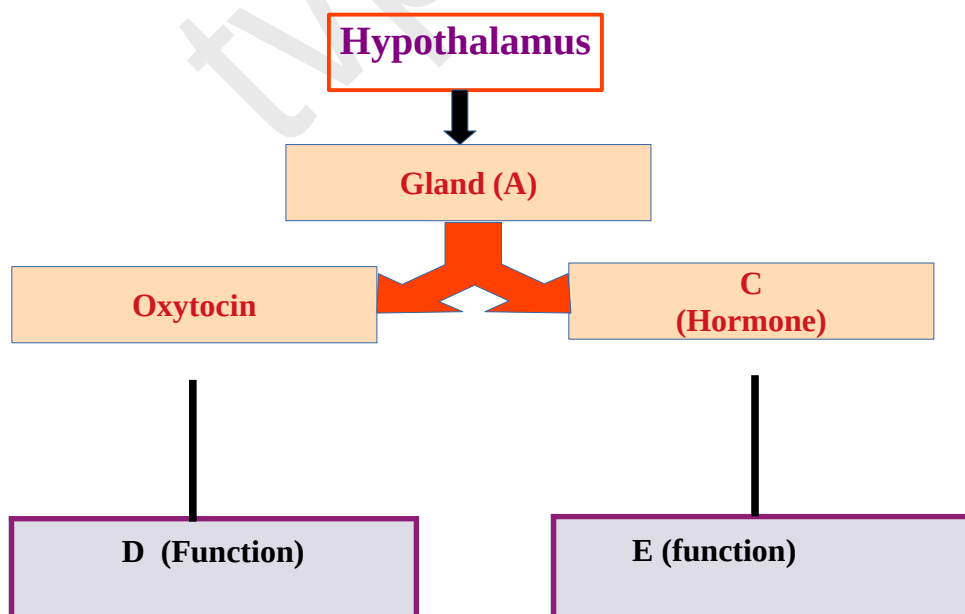 Hypothalamus
Gland (A)
Oxytocin
C
(Hormone)
D (Function)
E (function)